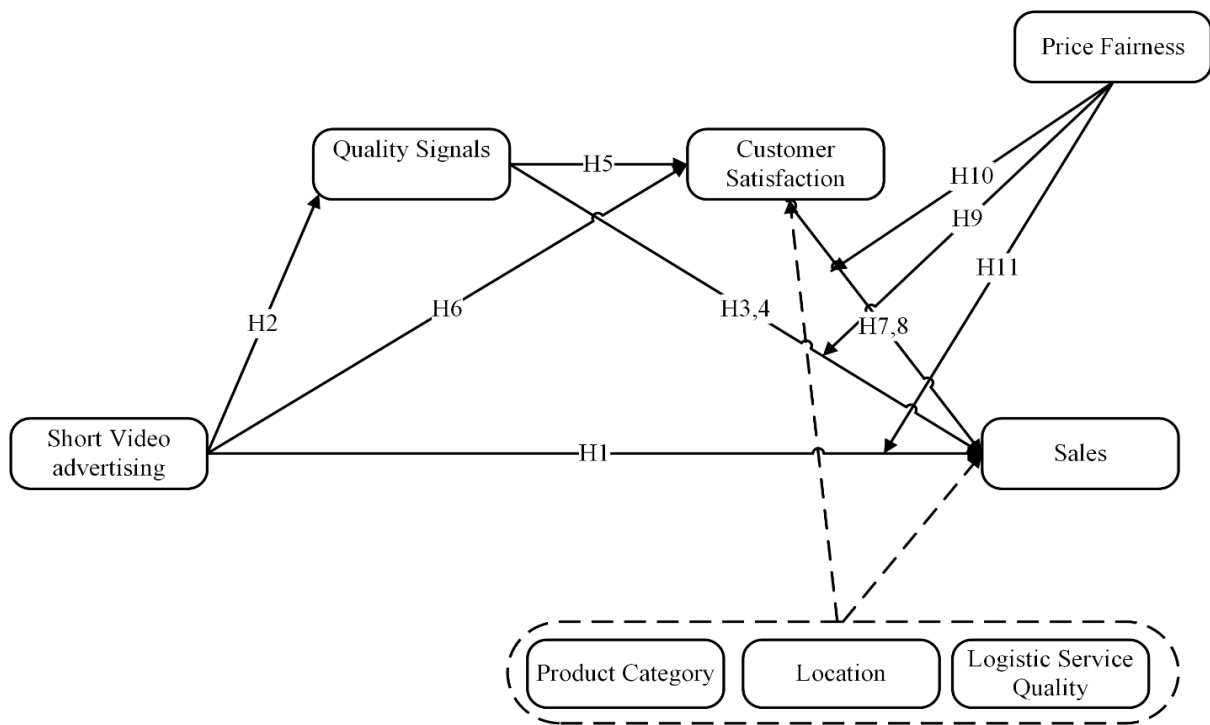 Price Fairness
Quality Signals
Customer
Satisfaction
H5
H10
H9
H11
H2
H6
H3,4
H7,8
Short Video
advertising
H1
Sales
Product Category
Location
Logistic Service
Quality